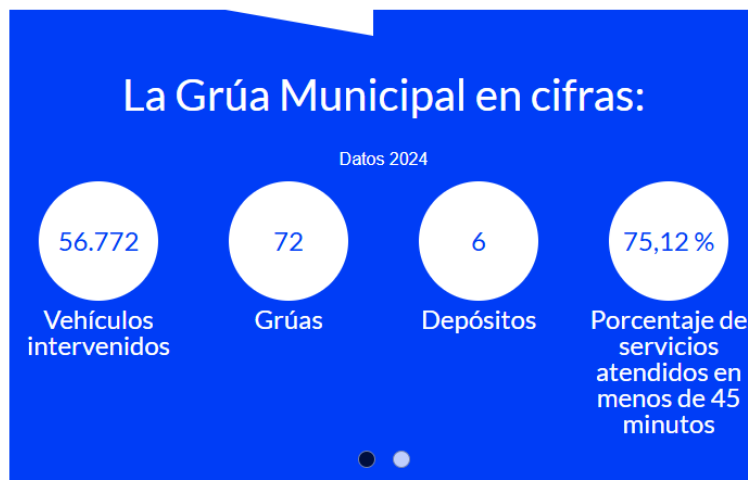 La Grúa Municipal en cifras:
Datos 2024
56.772
Vehículos
intervenidos
72
Grúas
6
Depósitos
75,12 %
Porcentaje de
servicios
atendidos en
menos de 45
minutos